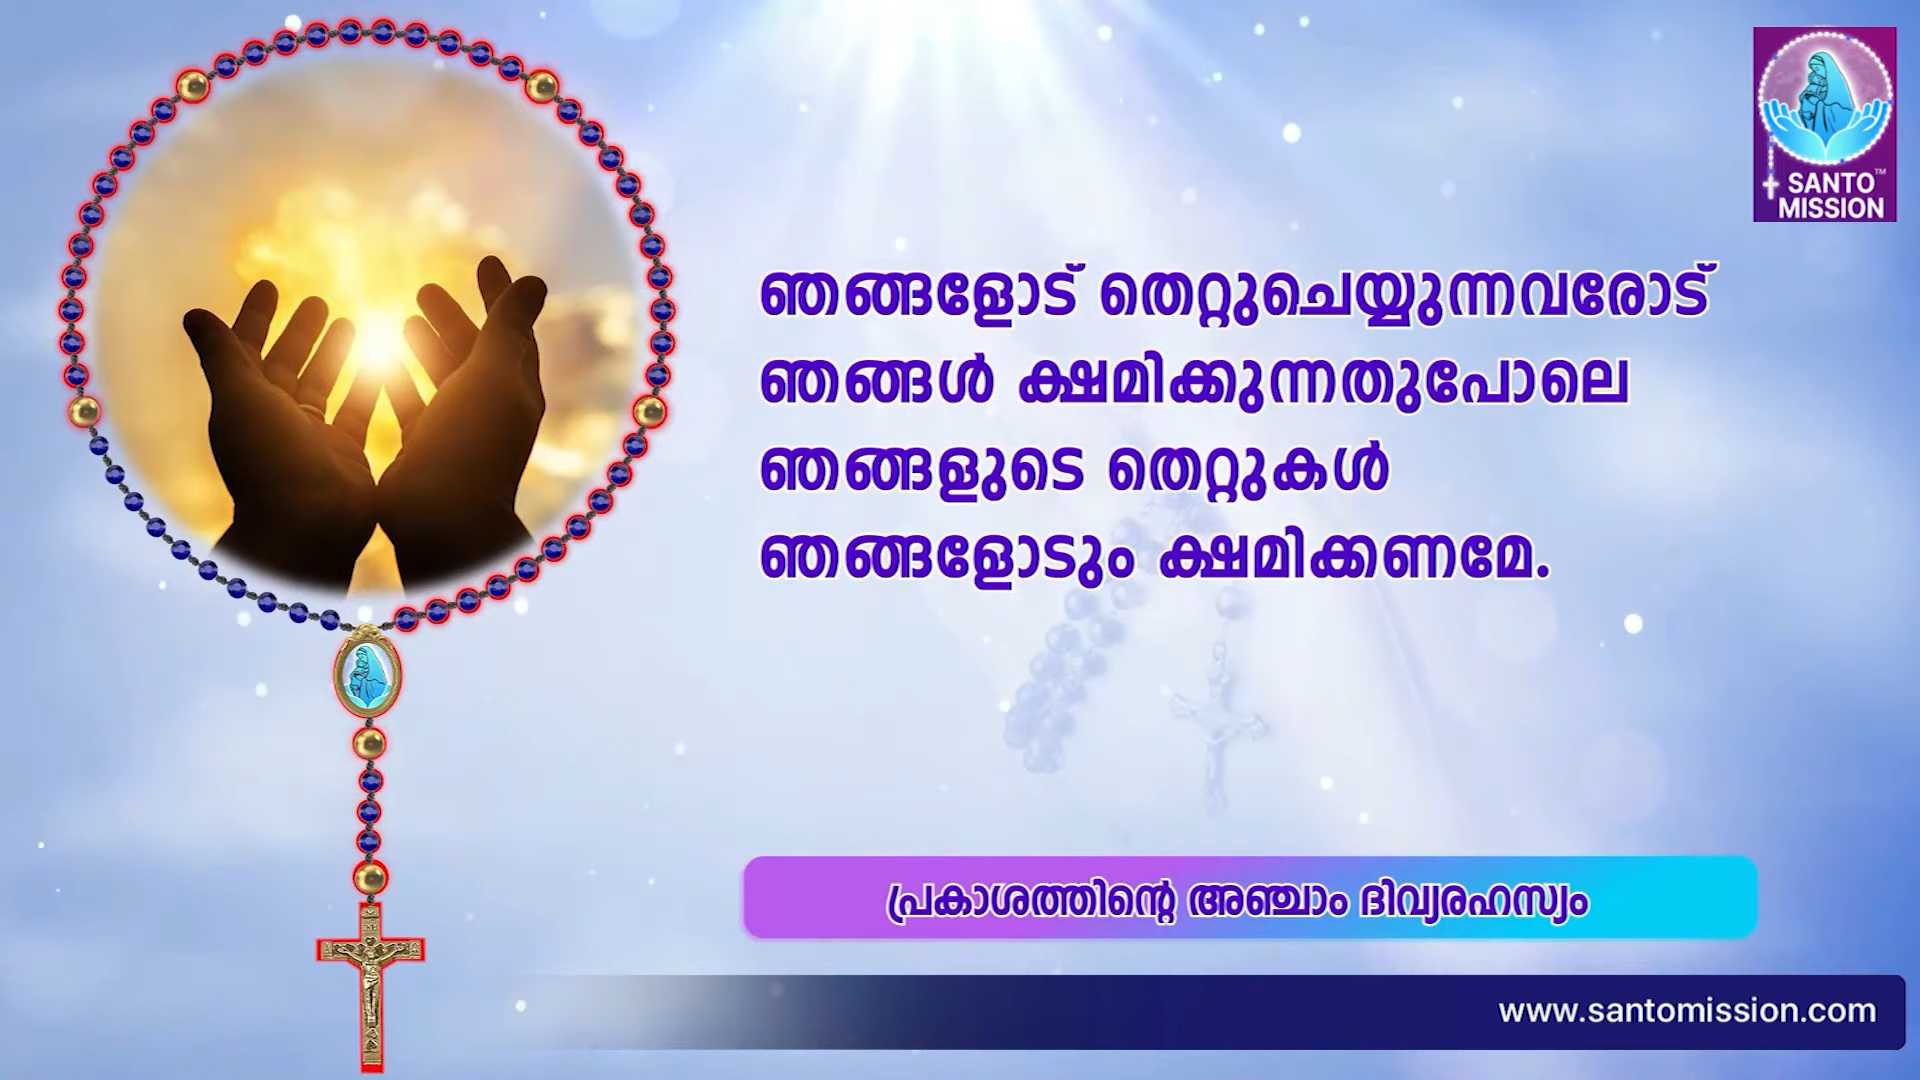 SANTO™
MISSION
ഞങ്ങളോട് തെറ്റുചെയ്യുന്നവരോട്
ഞങ്ങൾ ക്ഷമിക്കുന്നതുപോലെ
ഞങ്ങളുടെ തെറ്റുകൾ
ഞങ്ങളോടും ക്ഷമിക്കണമേ.
പ്രകാശത്തിന്റെ അഞ്ചാം ദിവ്യരഹസ്യം
www.santomission.com